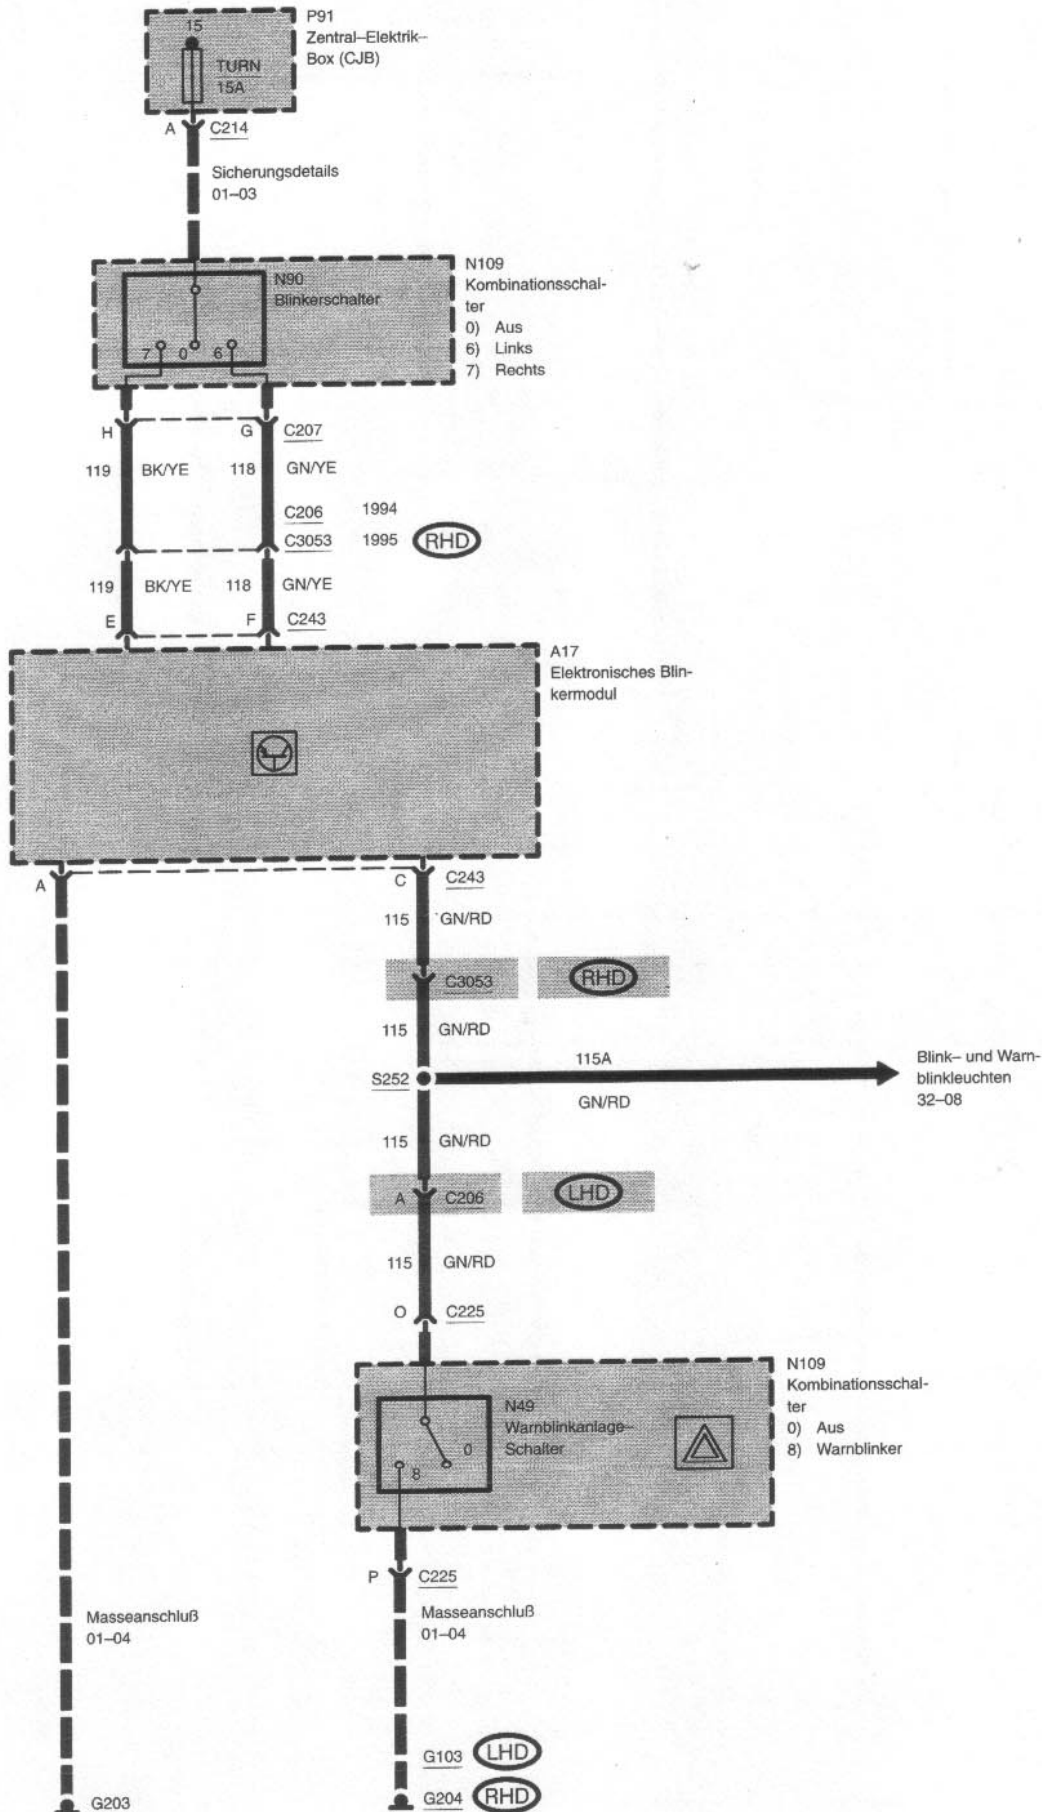 P91
15
Zentral–Elektrik–
Box (CJB)
TURN
15A
A C214
Sicherungsdetails
01–03
N109
N90
Kombinationsschal-
Blinkerschalter
ter
0) Aus
6) Links
7) Rechts
7 0 6
H G C207
119 BK/YE 118 GN/YE
C206 1994
C3053 1995 RHD
119 BK/YE 118 GN/YE
E F C243
A17
Elektronisches Blin-
kermodul
A C C243
115 GN/RD
C3053 RHD
115 GN/RD
115A
Blink– und Warn-
S252
blinkleuchten
GN/RD
32–08
115 GN/RD
A C206 LHD
115 GN/RD
O C225
N109
Kombinationsschal-
N49
ter
Warnblinkanlage–
0) Aus
Schalter
8) Warnblinker
0
8
P C225
Masseanschluß
01–04
Masseanschluß
01–04
G103 LHD
G204 RHD
G203